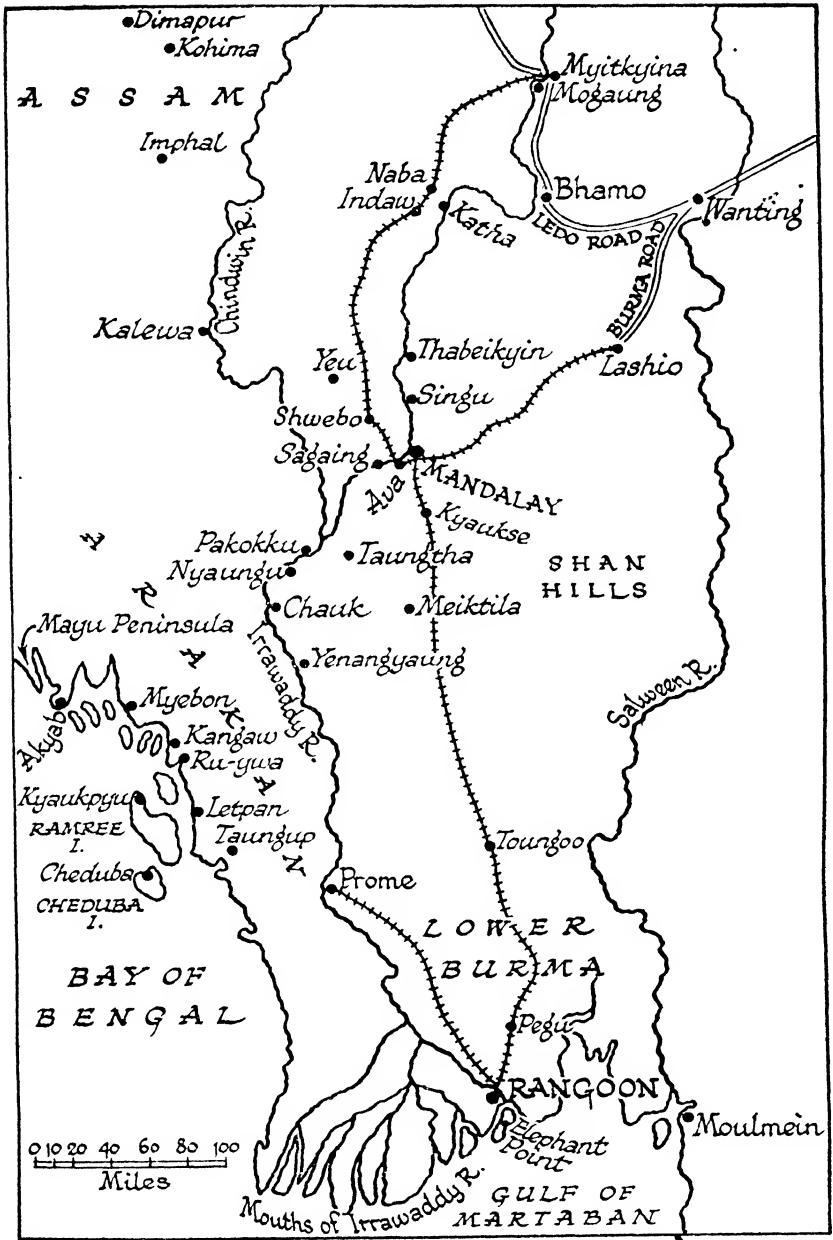 Dimapur
Kohima
ASSAM
Myitkyina
Mogaung
Imphal
Naba
Indaw
Katha
Bhamo
Wanting
LEDO ROAD
BURMA ROAD
Chindwin R.
Kalewa
Yeu
Thabeikyin
Lashio
Singu
Shwebo
Sagaing
Ava
MANDALAY
Kyaukse
Pakokku
Taungtha
SHAN
HILLS
Nyaungu
Chauk
Meiktila
ARAKAN
Mayu Peninsula
Irrawaddy R.
Yenangyaung
Salween R.
Akyab
Myebon
Kangaw
Ru-ywa
Kyaukpyu
RAMREE
I.
Letpan
Taungup
Toungoo
Cheduba
CHEDUBA
I.
Prome
LOWER
BURMA
BAY OF
BENGAL
Pegu
RANGOON
Elephant
Point
Moulmein
0 10 20 40 60 80 100
Miles
Mouths of Irrawaddy R.
GULF OF
MARTABAN